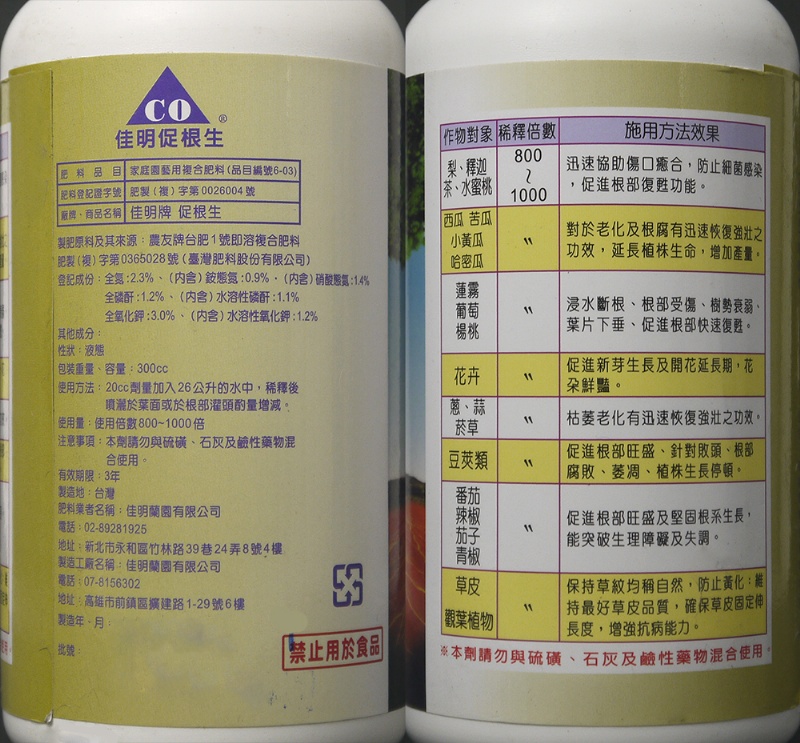 CO ®
佳明促根生
肥料品目 家庭園藝用複合肥料(品目編號6-03)
肥料登記證字號 肥製(複)字第0026004號
廠牌、商品名稱 佳明牌 促根生
製肥原料及其來源：農友牌台肥1號即溶複合肥料
肥製(複)字第0365028號(臺灣肥料股份有限公司)
登記成份：全氮:2.3%、(內含)銨態氮:0.9%、(內含)硝酸態氮:1.4%
全磷酐:1.2%、(內含)水溶性磷酐:1.1%
全氧化鉀:3.0%、(內含)水溶性氧化鉀:1.2%
其他成分：
性狀：液態
包裝重量、容量：300cc
使用方法：20cc劑量加入26公升的水中，稀釋後
噴灑於葉面或於根部灌頭酌量增減。
使用量：使用倍數800~1000倍
注意事項：本劑請勿與硫磺、石灰及鹼性藥物混
合使用。
有效期限：3年
製造地：台灣
肥料業者名稱：佳明蘭園有限公司
電話：02-89281925
地址：新北市永和區竹林路39巷24弄8號4樓
製造工廠名稱：佳明蘭園有限公司
電話：07-8156302
地址：高雄市前鎮區擴建路1-29號6樓
製造年、月：
批號：
禁止用於食品
作物對象 稀釋倍數 施用方法效果
梨、釋迦 800 迅速協助傷口癒合，防止細菌感染
茶、水蜜桃 ~ ，促進根部復甦功能。
1000
西瓜 苦瓜 對於老化及根腐有迅速恢復強壯之
小黃瓜 〃 功效，延長植株生命，增加產量。
哈密瓜
蓮霧 浸水斷根、根部受傷、樹勢衰弱、
葡萄 〃 葉片下垂、促進根部快速復甦。
楊桃
花卉 〃 促進新芽生長及開花延長期，花
朵鮮豔。
蔥、蒜 〃 枯萎老化有迅速恢復強壯之功效。
菸草
豆莢類 〃 促進根部旺盛、針對敗頭、根部
腐敗、萎凋、植株生長停頓。
番茄
辣椒 〃 促進根部旺盛及堅固根系生長，
茄子 能突破生理障礙及失調。
青椒
草皮 保持草紋均稱自然，防止黃化：維
〃 持最好草皮品質，確保草皮固定伸
觀葉植物 長度，增強抗病能力。
※本劑請勿與硫磺、石灰及鹼性藥物混合使用。